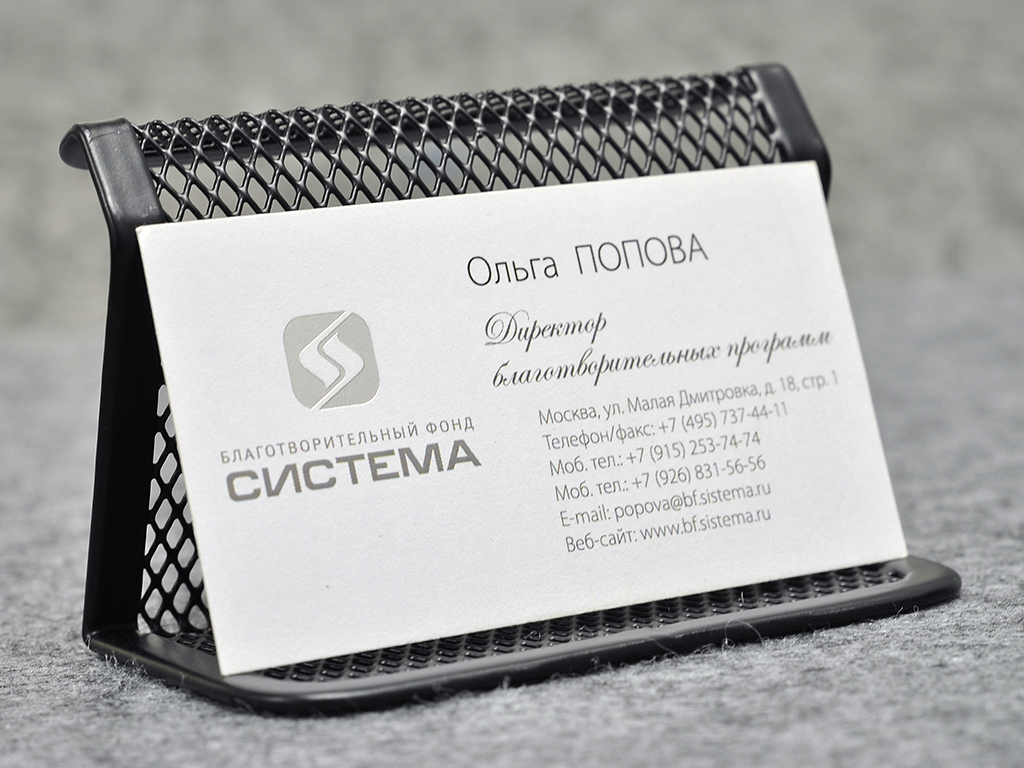 Ольга ПОПОВА
Директор
благотворительных программ
БЛАГОТВОРИТЕЛЬНЫЙ ФОНД
СИСТЕМА
Москва, ул. Малая Дмитровка, д. 18, стр. 1
Телефон/факс: +7 (495) 737-44-11
Моб. тел.: +7 (915) 253-74-74
Моб. тел.: +7 (926) 831-56-56
E-mail: popova@bf.sistema.ru
Веб-сайт: www.bf.sistema.ru